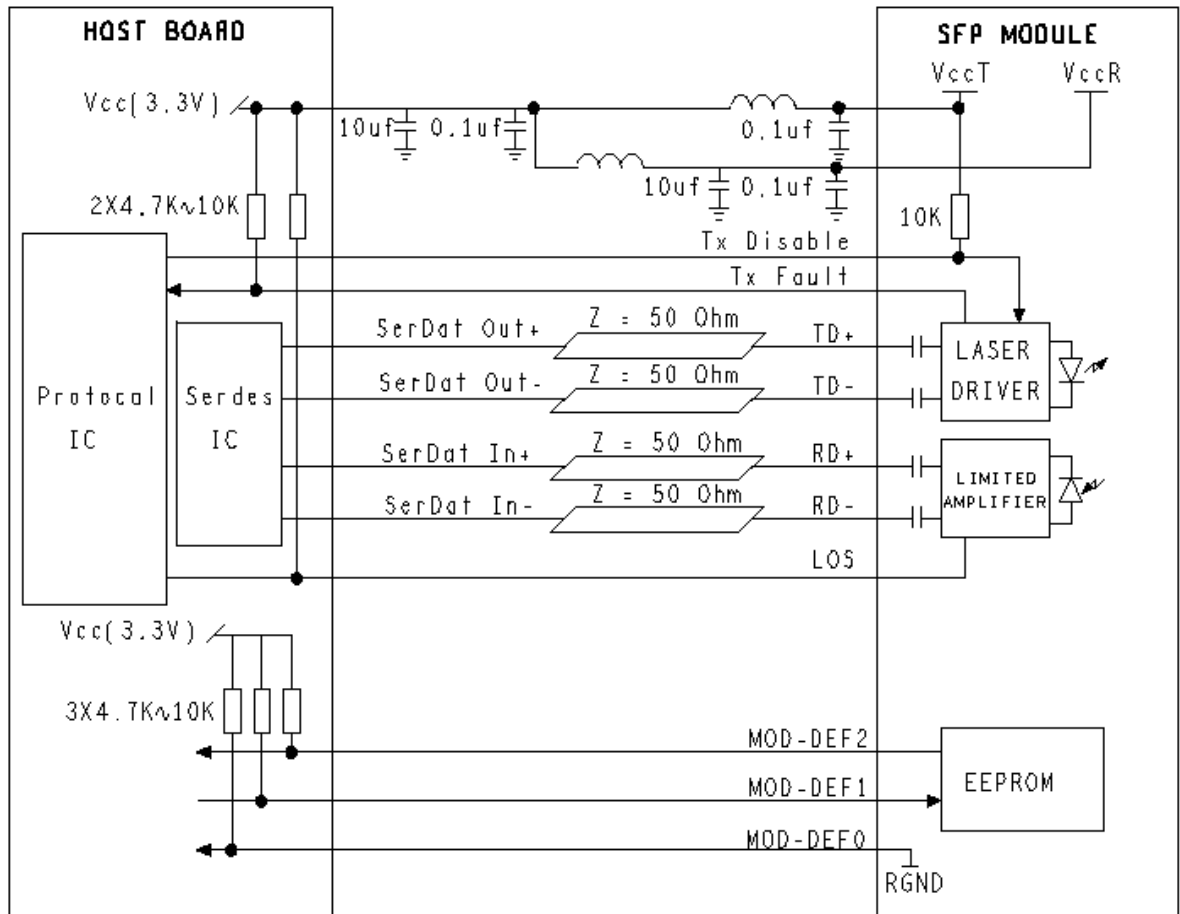 HOST BOARD
SFP MODULE
VccT
VccR
Vcc(3.3V)
10uf
0.1uf
0.1uf
10uf
0.1uf
2X4.7K~10K
10K
Tx Disable
Tx Fault
SerDat Out+
Z = 50 Ohm
TD+
SerDat Out-
Z = 50 Ohm
TD-
SerDat In+
Z = 50 Ohm
RD+
SerDat In-
Z = 50 Ohm
RD-
LOS
Protocal
IC
Serdes
IC
LASER
DRIVER
LIMITED
AMPLIFIER
Vcc(3.3V)
3X4.7K~10K
MOD-DEF2
MOD-DEF1
MOD-DEF0
EEPROM
RGND